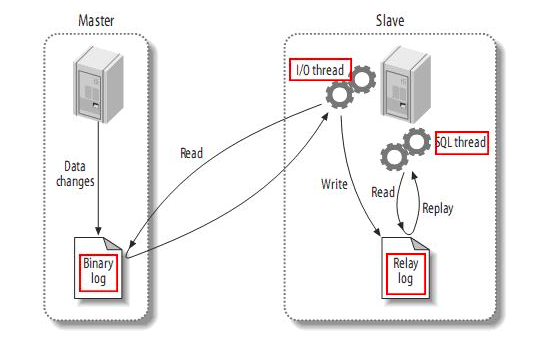 Master
Slave
I/O thread
SQL thread
Read
Data
changes
Write
Read
Replay
Binary
log
Relay
log